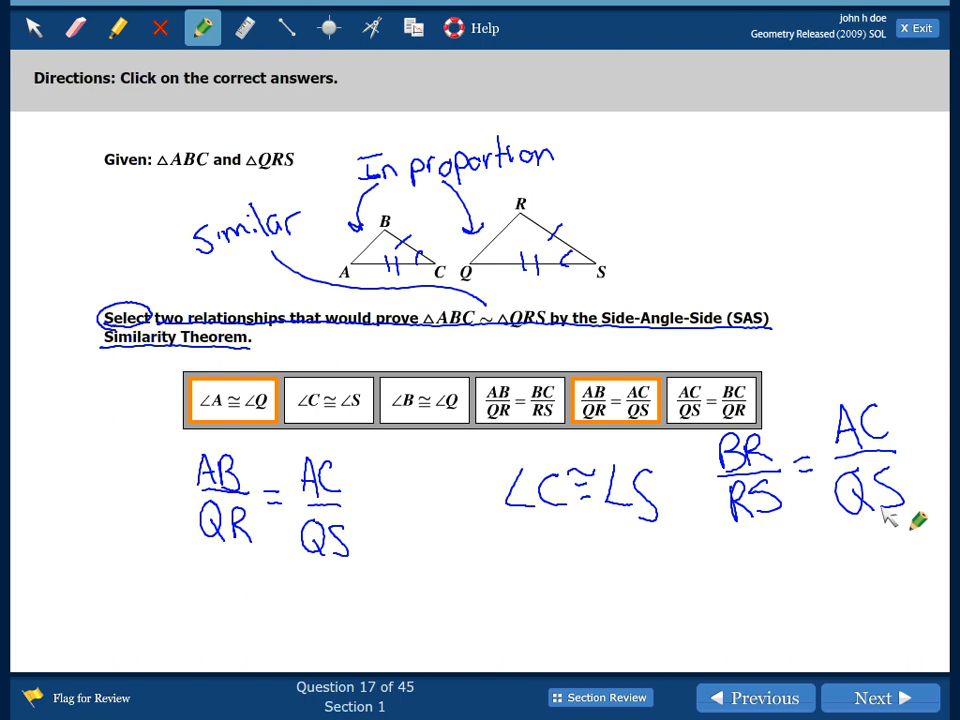 john h doe
Help
Geometry Released (2009) SOL
Exit
Directions: Click on the correct answers.
Given: △ABC and △QRS
In proportion
Similar
R
B
A
C
Q
S
Select two relationships that would prove △ABC ~ △QRS by the Side-Angle-Side (SAS)
Similarity Theorem.
∠A ≅ ∠Q
∠C ≅ ∠S
∠B ≅ ∠Q
AB/QR = BC/RS
AB/QR = AC/QS
AC/QS = BC/QR
AB/QR = AC/QS
∠C ≅ ∠S
BR/RS = AC/QS
Flag for Review
Question 17 of 45
Section 1
Section Review
Previous
Next